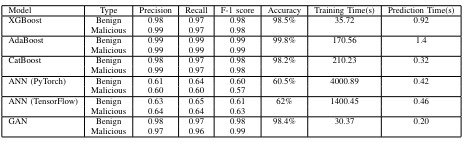 Model Type Precision Recall F-1 score Accuracy Training Time(s) Prediction Time(s)
XGBoost Benign 0.98 0.97 0.98 98.5% 35.72 0.92
Malicious 0.99 0.97 0.98
AdaBoost Benign 0.99 0.99 0.99 99.8% 170.56 1.4
Malicious 0.99 0.99 0.99
CatBoost Benign 0.98 0.97 0.98 98.2% 210.23 0.32
Malicious 0.99 0.97 0.98
ANN (PyTorch) Benign 0.61 0.64 0.60 60.5% 4000.89 0.42
Malicious 0.60 0.60 0.57
ANN (TensorFlow) Benign 0.63 0.65 0.61 62% 1400.45 0.46
Malicious 0.64 0.64 0.63
GAN Benign 0.98 0.97 0.98 98.4% 30.37 0.20
Malicious 0.97 0.96 0.99